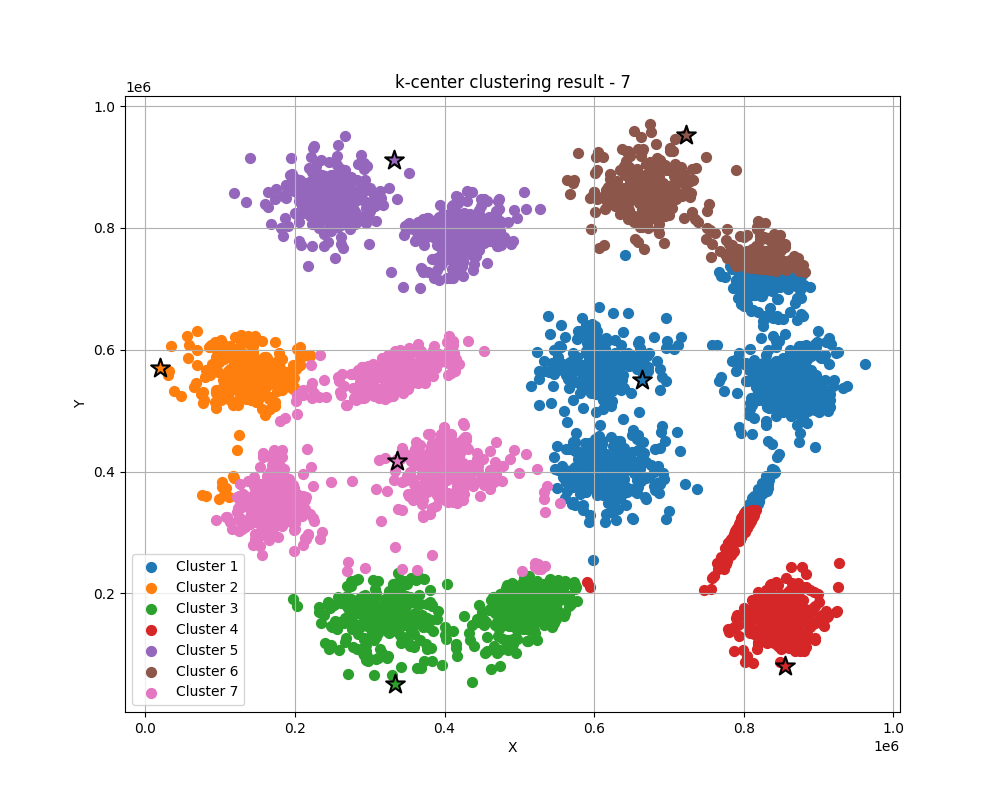 k-center clustering result - 7
1e6
1.0
0.8
0.6
0.4
0.2
Y
Cluster 1
Cluster 2
Cluster 3
Cluster 4
Cluster 5
Cluster 6
Cluster 7
0.0 0.2 0.4 0.6 0.8 1.0
X
1e6